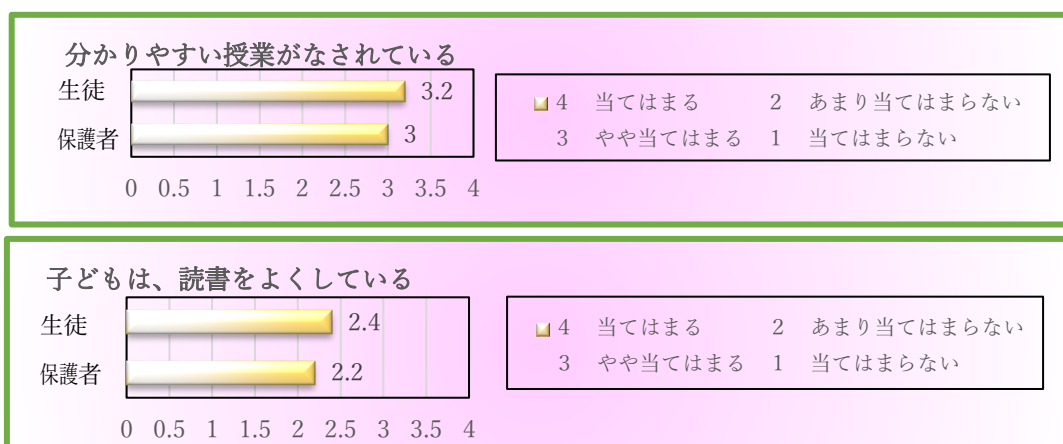 分かりやすい授業がなされている
生徒 3.2
保護者 3
0 0.5 1 1.5 2 2.5 3 3.5 4
4 当てはまる 2 あまり当てはまらない
3 やや当てはまる 1 当てはまらない
子どもは、読書をよくしている
生徒 2.4
保護者 2.2
0 0.5 1 1.5 2 2.5 3 3.5 4
4 当てはまる 2 あまり当てはまらない
3 やや当てはまる 1 当てはまらない